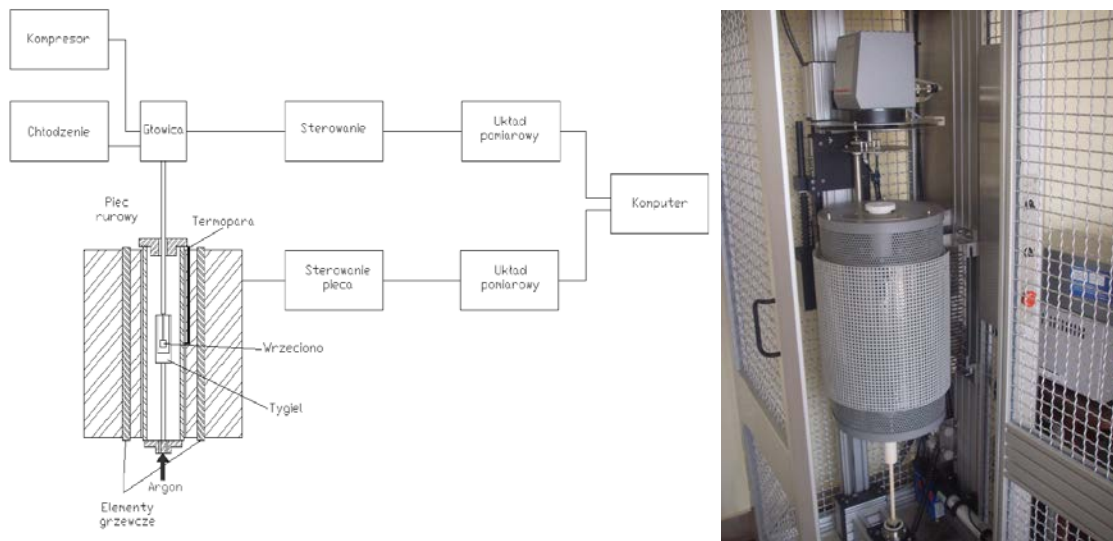 Kompresor
Chłodzenie
Głowica
Sterowanie
Układ
pomiarowy
Komputer
Piec
rurowy
Termopara
Sterowanie
pieca
Układ
pomiarowy
Wrzeciono
Tygiel
Argon
Elementy
grzewcze